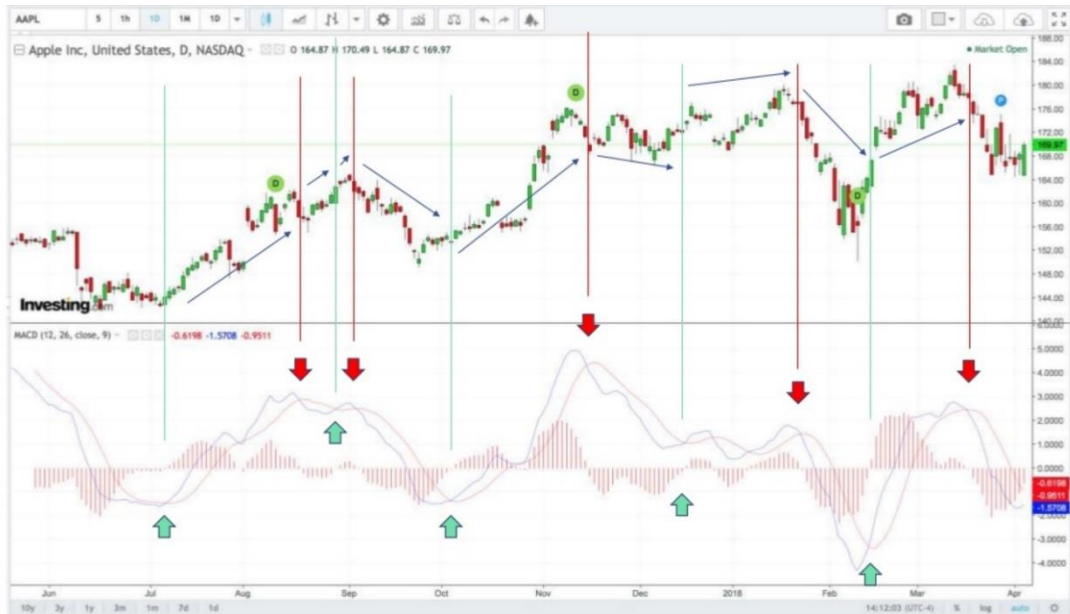 AAPL 5 1h 1D 1M 1D
Apple Inc, United States, D, NASDAQ O 164.87 H 170.49 L 164.87 C 169.97
Market Open
188.00
184.00
180.00
176.00
172.00
169.97
168.00
164.00
160.00
156.00
152.00
148.00
144.00
140.00
D
D
D
P
Investing.com
MACD (12, 26, close, 9) -0.6198 -1.5708 -0.9511
6.0000
5.0000
4.0000
3.0000
2.0000
1.0000
0.0000
-0.6198
-0.9511
-1.5708
-2.0000
-3.0000
-4.0000
Jun Jul Aug Sep Oct Nov Dec 2018 Feb Mar Apr
10y 3y 1y 3m 1m 7d 1d 14:12:03 (UTC-4) % log auto